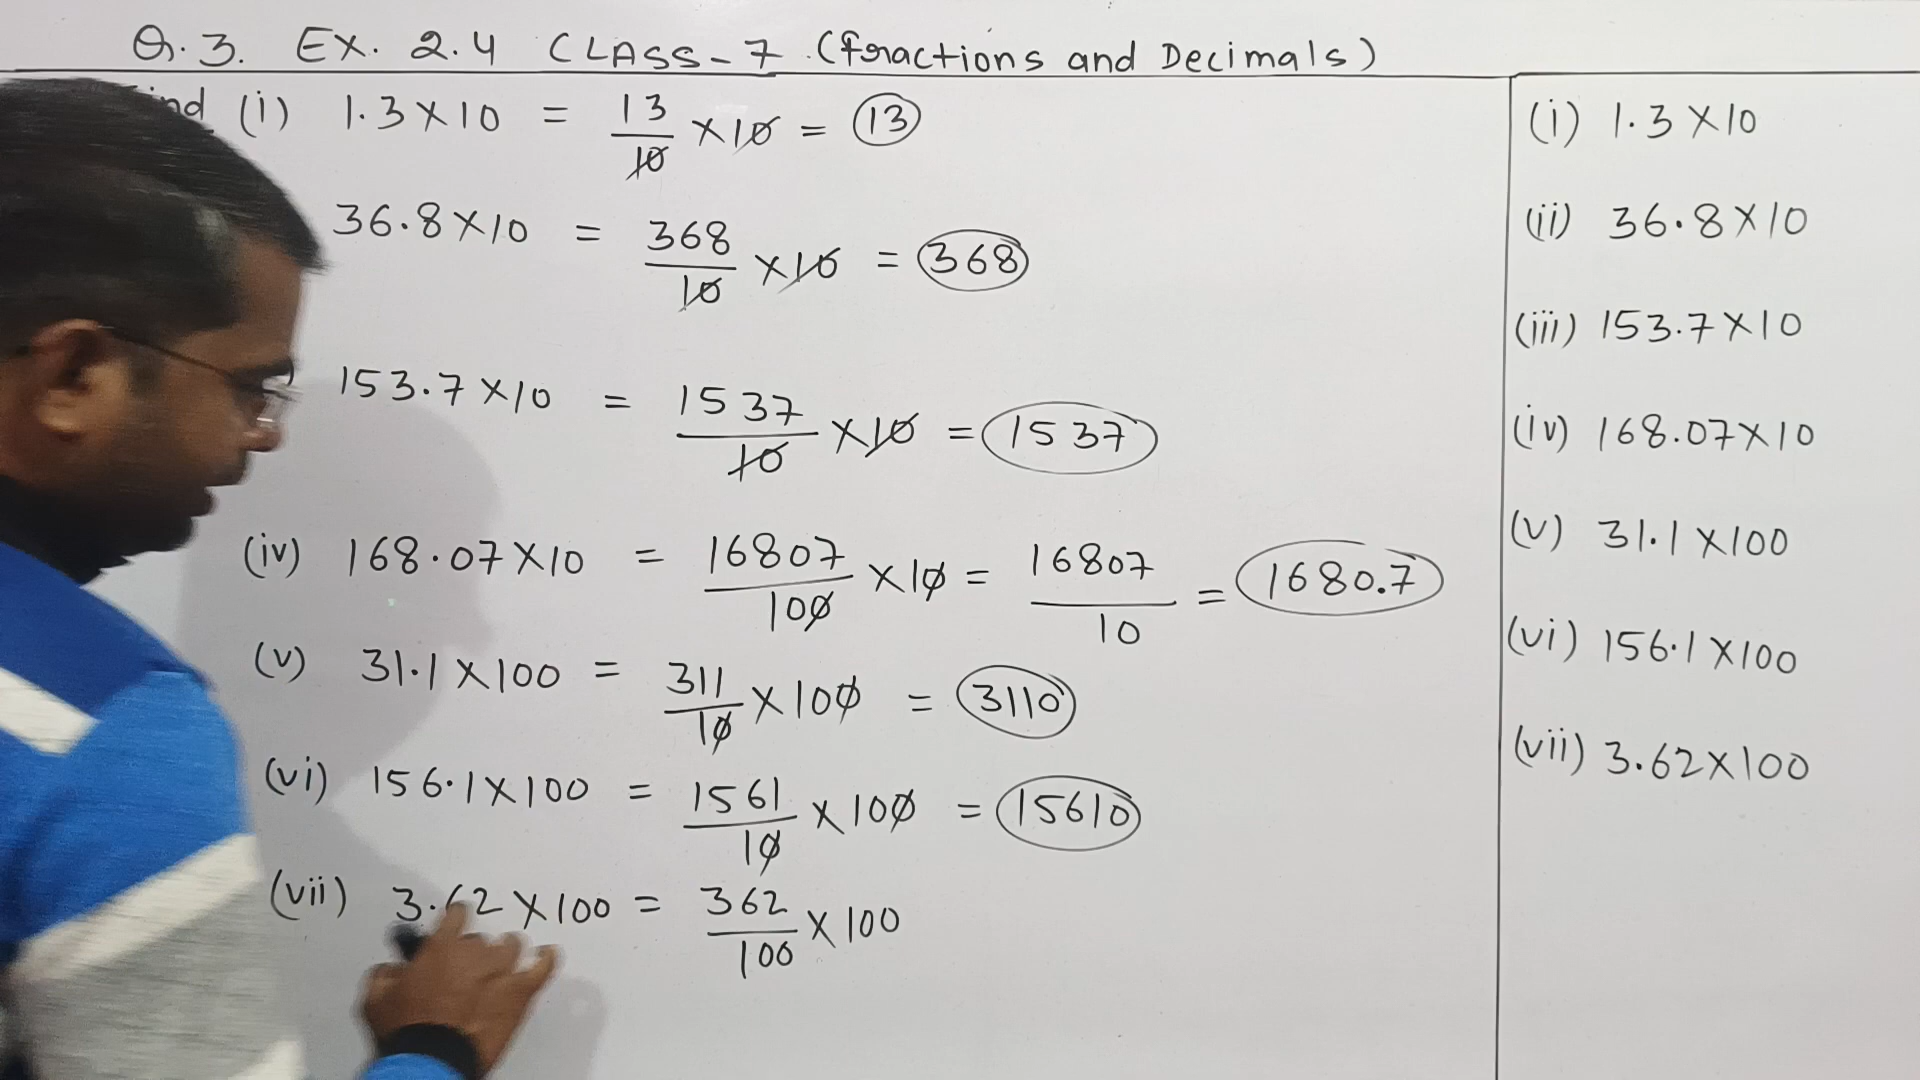 Q.3. EX. 2.4 CLASS-7 (Fractions and Decimals)
(i) 1.3×10 = 13/10 ×10 = 13
36.8×10 = 368/10 ×10 = 368
153.7×10 = 1537/10 ×10 = 1537
(iv) 168.07×10 = 16807/100 ×10 = 16807/10 = 1680.7
(v) 31.1×100 = 311/10 ×100 = 3110
(vi) 156.1×100 = 1561/10 ×100 = 15610
(vii) 3.62×100 = 362/100 ×100
(i) 1.3×10
(ii) 36.8×10
(iii) 153.7×10
(iv) 168.07×10
(v) 31.1×100
(vi) 156.1×100
(vii) 3.62×100